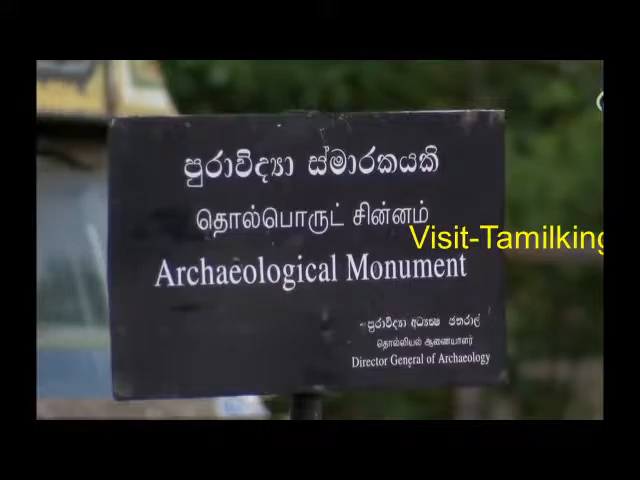 පුරාවිද්‍යා ස්මාරකයකි
தொல்பொருட் சின்னம்
Visit-Tamilking
Archaeological Monument
පුරාවිද්‍යා අධ්‍යක්ෂ ජනරාල්
தொல்லியல் ஆணையாளர்
Director General of Archaeology